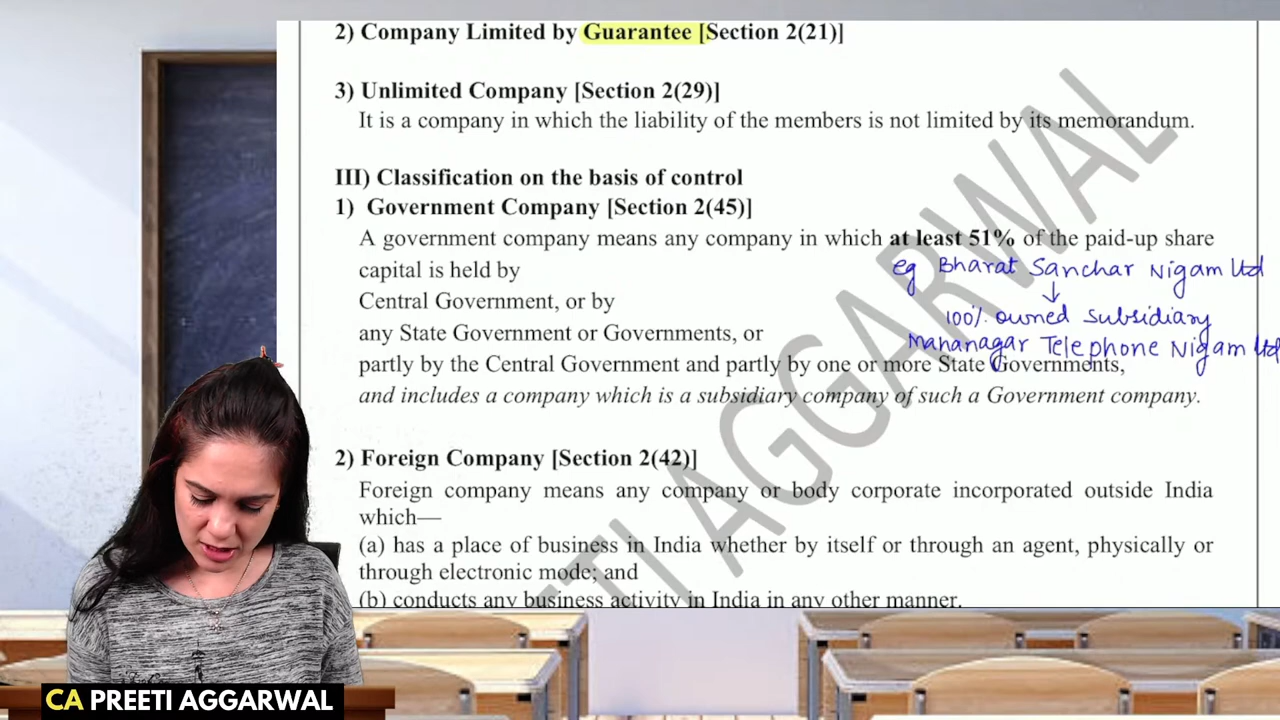 2) Company Limited by Guarantee [Section 2(21)]
3) Unlimited Company [Section 2(29)]
It is a company in which the liability of the members is not limited by its memorandum.
III) Classification on the basis of control
1) Government Company [Section 2(45)]
A government company means any company in which at least 51% of the paid-up share
capital is held by
eg Bharat Sanchar Nigam Ltd
Central Government, or by
100% owned Subsidiary
any State Government or Governments, or
Mahanagar Telephone Nigam Ltd
partly by the Central Government and partly by one or more State Governments,
and includes a company which is a subsidiary company of such a Government company.
2) Foreign Company [Section 2(42)]
Foreign company means any company or body corporate incorporated outside India
which—
(a) has a place of business in India whether by itself or through an agent, physically or
through electronic mode; and
(b) conducts any business activity in India in any other manner.
ETI AGGARWAL
CA PREETI AGGARWAL